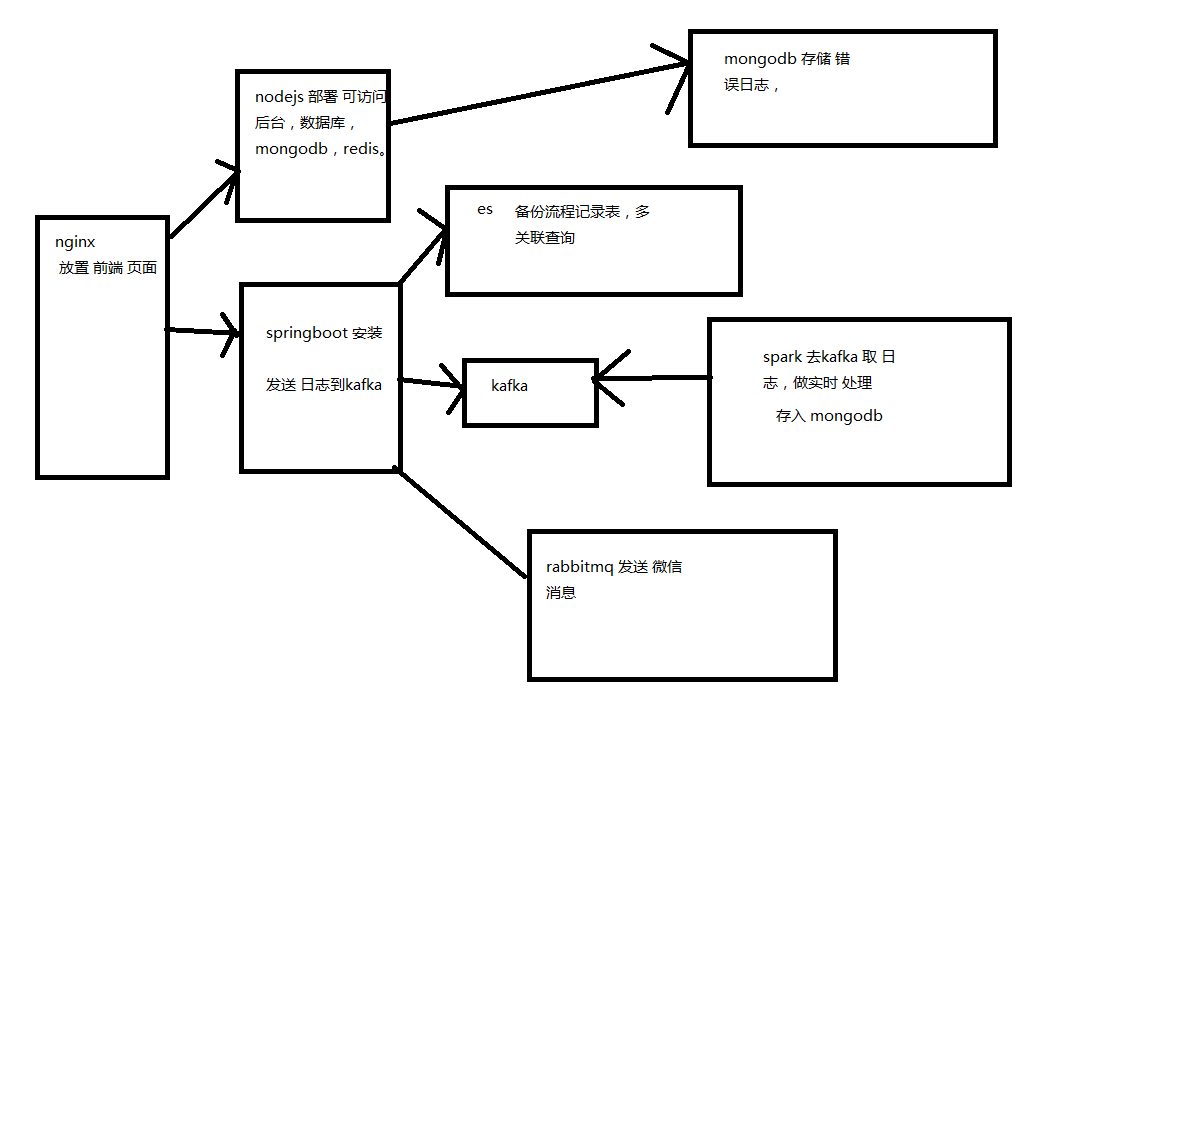 mongodb 存储 错
误日志，
nodejs 部署 可访问
后台，数据库，
mongodb，redis。
es 备份流程记录表，多
关联查询
nginx
放置 前端 页面
springboot 安装
发送 日志到kafka
kafka
spark 去kafka 取 日
志，做实时 处理
存入 mongodb
rabbitmq 发送 微信
消息